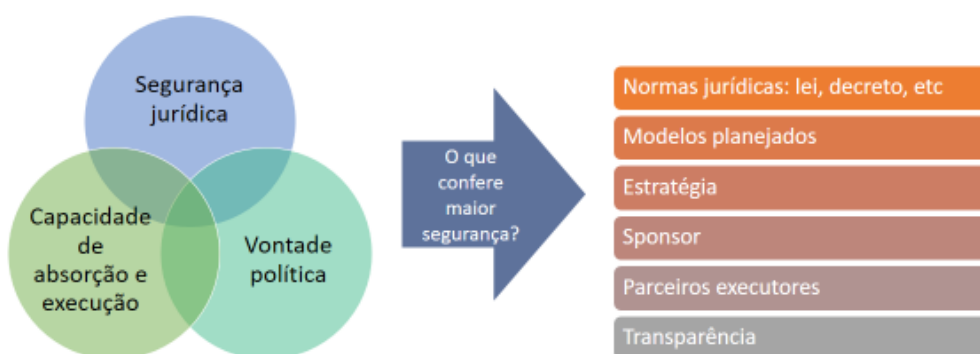 Segurança
jurídica
Capacidade
de
absorção e
execução
Vontade
política
O que
confere
maior
segurança?
Normas jurídicas: lei, decreto, etc
Modelos planejados
Estratégia
Sponsor
Parceiros executores
Transparência